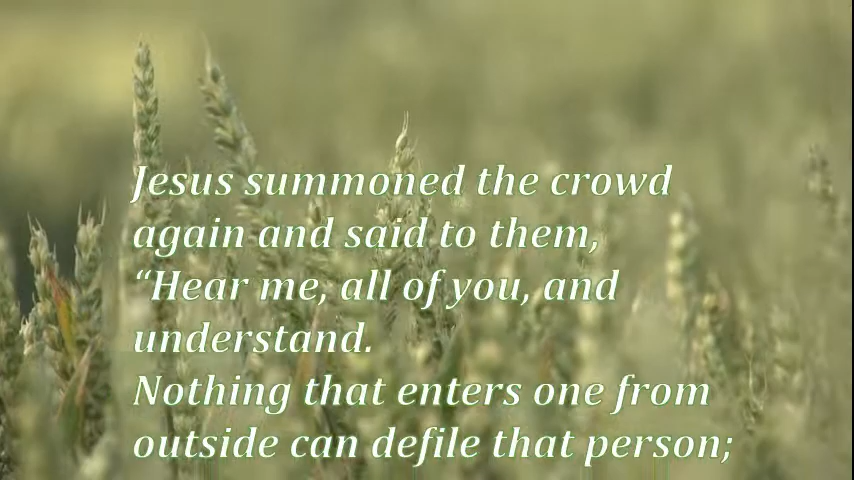 Jesus summoned the crowd
again and said to them,
“Hear me, all of you, and
understand.
Nothing that enters one from
outside can defile that person;